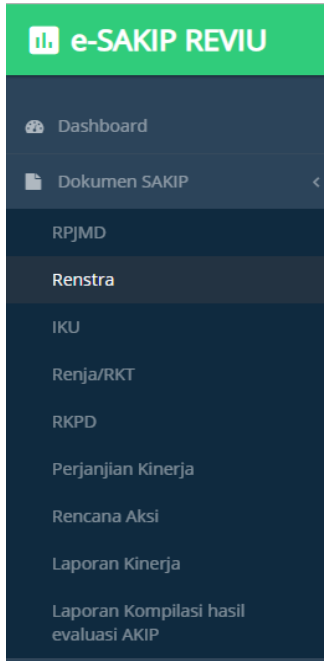 e-SAKIP REVIU
Dashboard
Dokumen SAKIP
RPJMD
Renstra
IKU
Renja/RKT
RKPD
Perjanjian Kinerja
Rencana Aksi
Laporan Kinerja
Laporan Kompilasi hasil
evaluasi AKIP